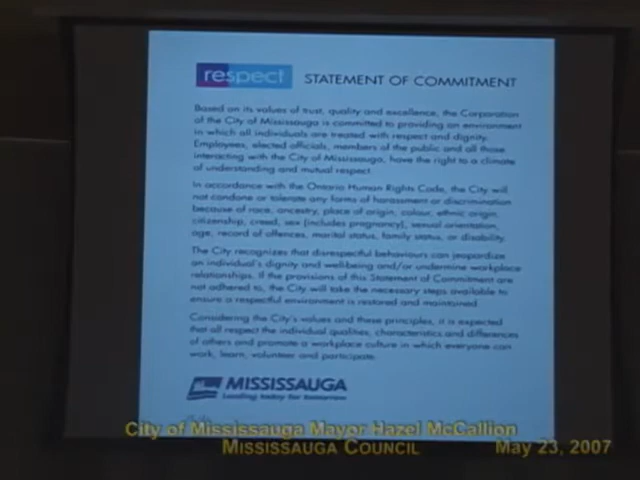 respect STATEMENT OF COMMITMENT
Based on its values of trust, quality and excellence, the Corporation
of the City of Mississauga is committed to providing an environment
in which all individuals are treated with respect and dignity.
Employees, elected officials, members of the public and all those
interacting with the City of Mississauga, have the right to a climate
of understanding and mutual respect.
In accordance with the Ontario Human Rights Code, the City will
not condone or tolerate any forms of harassment or discrimination
because of race, ancestry, place of origin, colour, ethnic origin,
citizenship, creed, sex (includes pregnancy), sexual orientation,
age, record of offences, marital status, family status, or disability.
The City recognizes that disrespectful behaviours can jeopardize
an individual's dignity and well-being and/or undermine workplace
relationships. If the provisions of this Statement of Commitment are
not adhered to, the City will take the necessary steps available to
ensure a respectful environment is restored and maintained.
Considering the City's values and these principles, it is expected
that all respect the individual qualities, characteristics and differences
of others and promote a workplace culture in which everyone can
work, learn, volunteer and participate.
MISSISSAUGA
Leading today for tomorrow
City of Mississauga Mayor Hazel McCallion
MISSISSAUGA COUNCIL May 23, 2007